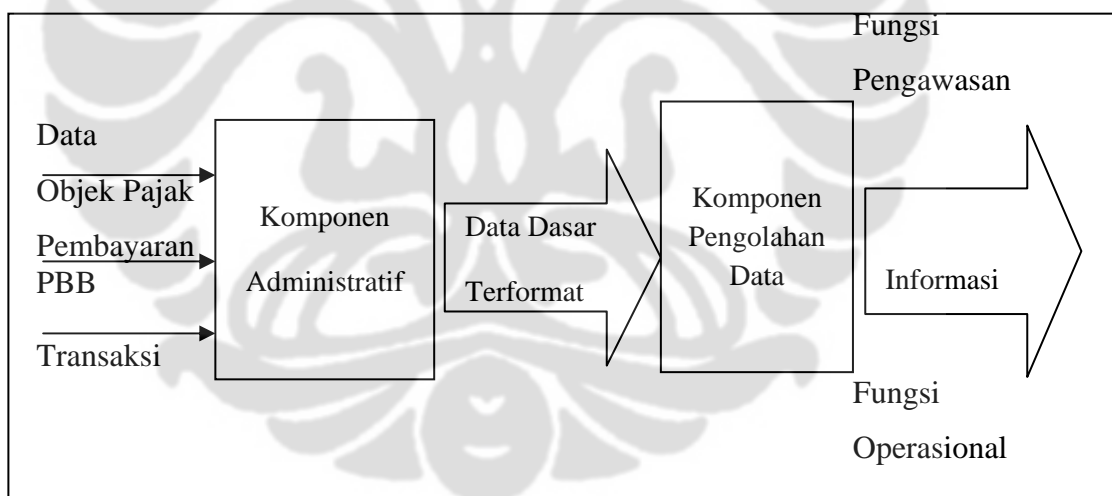 Data
Objek Pajak
Pembayaran
PBB
Transaksi
Komponen
Administratif
Data Dasar
Terformat
Komponen
Pengolahan
Data
Fungsi
Pengawasan
Informasi
Fungsi
Operasional